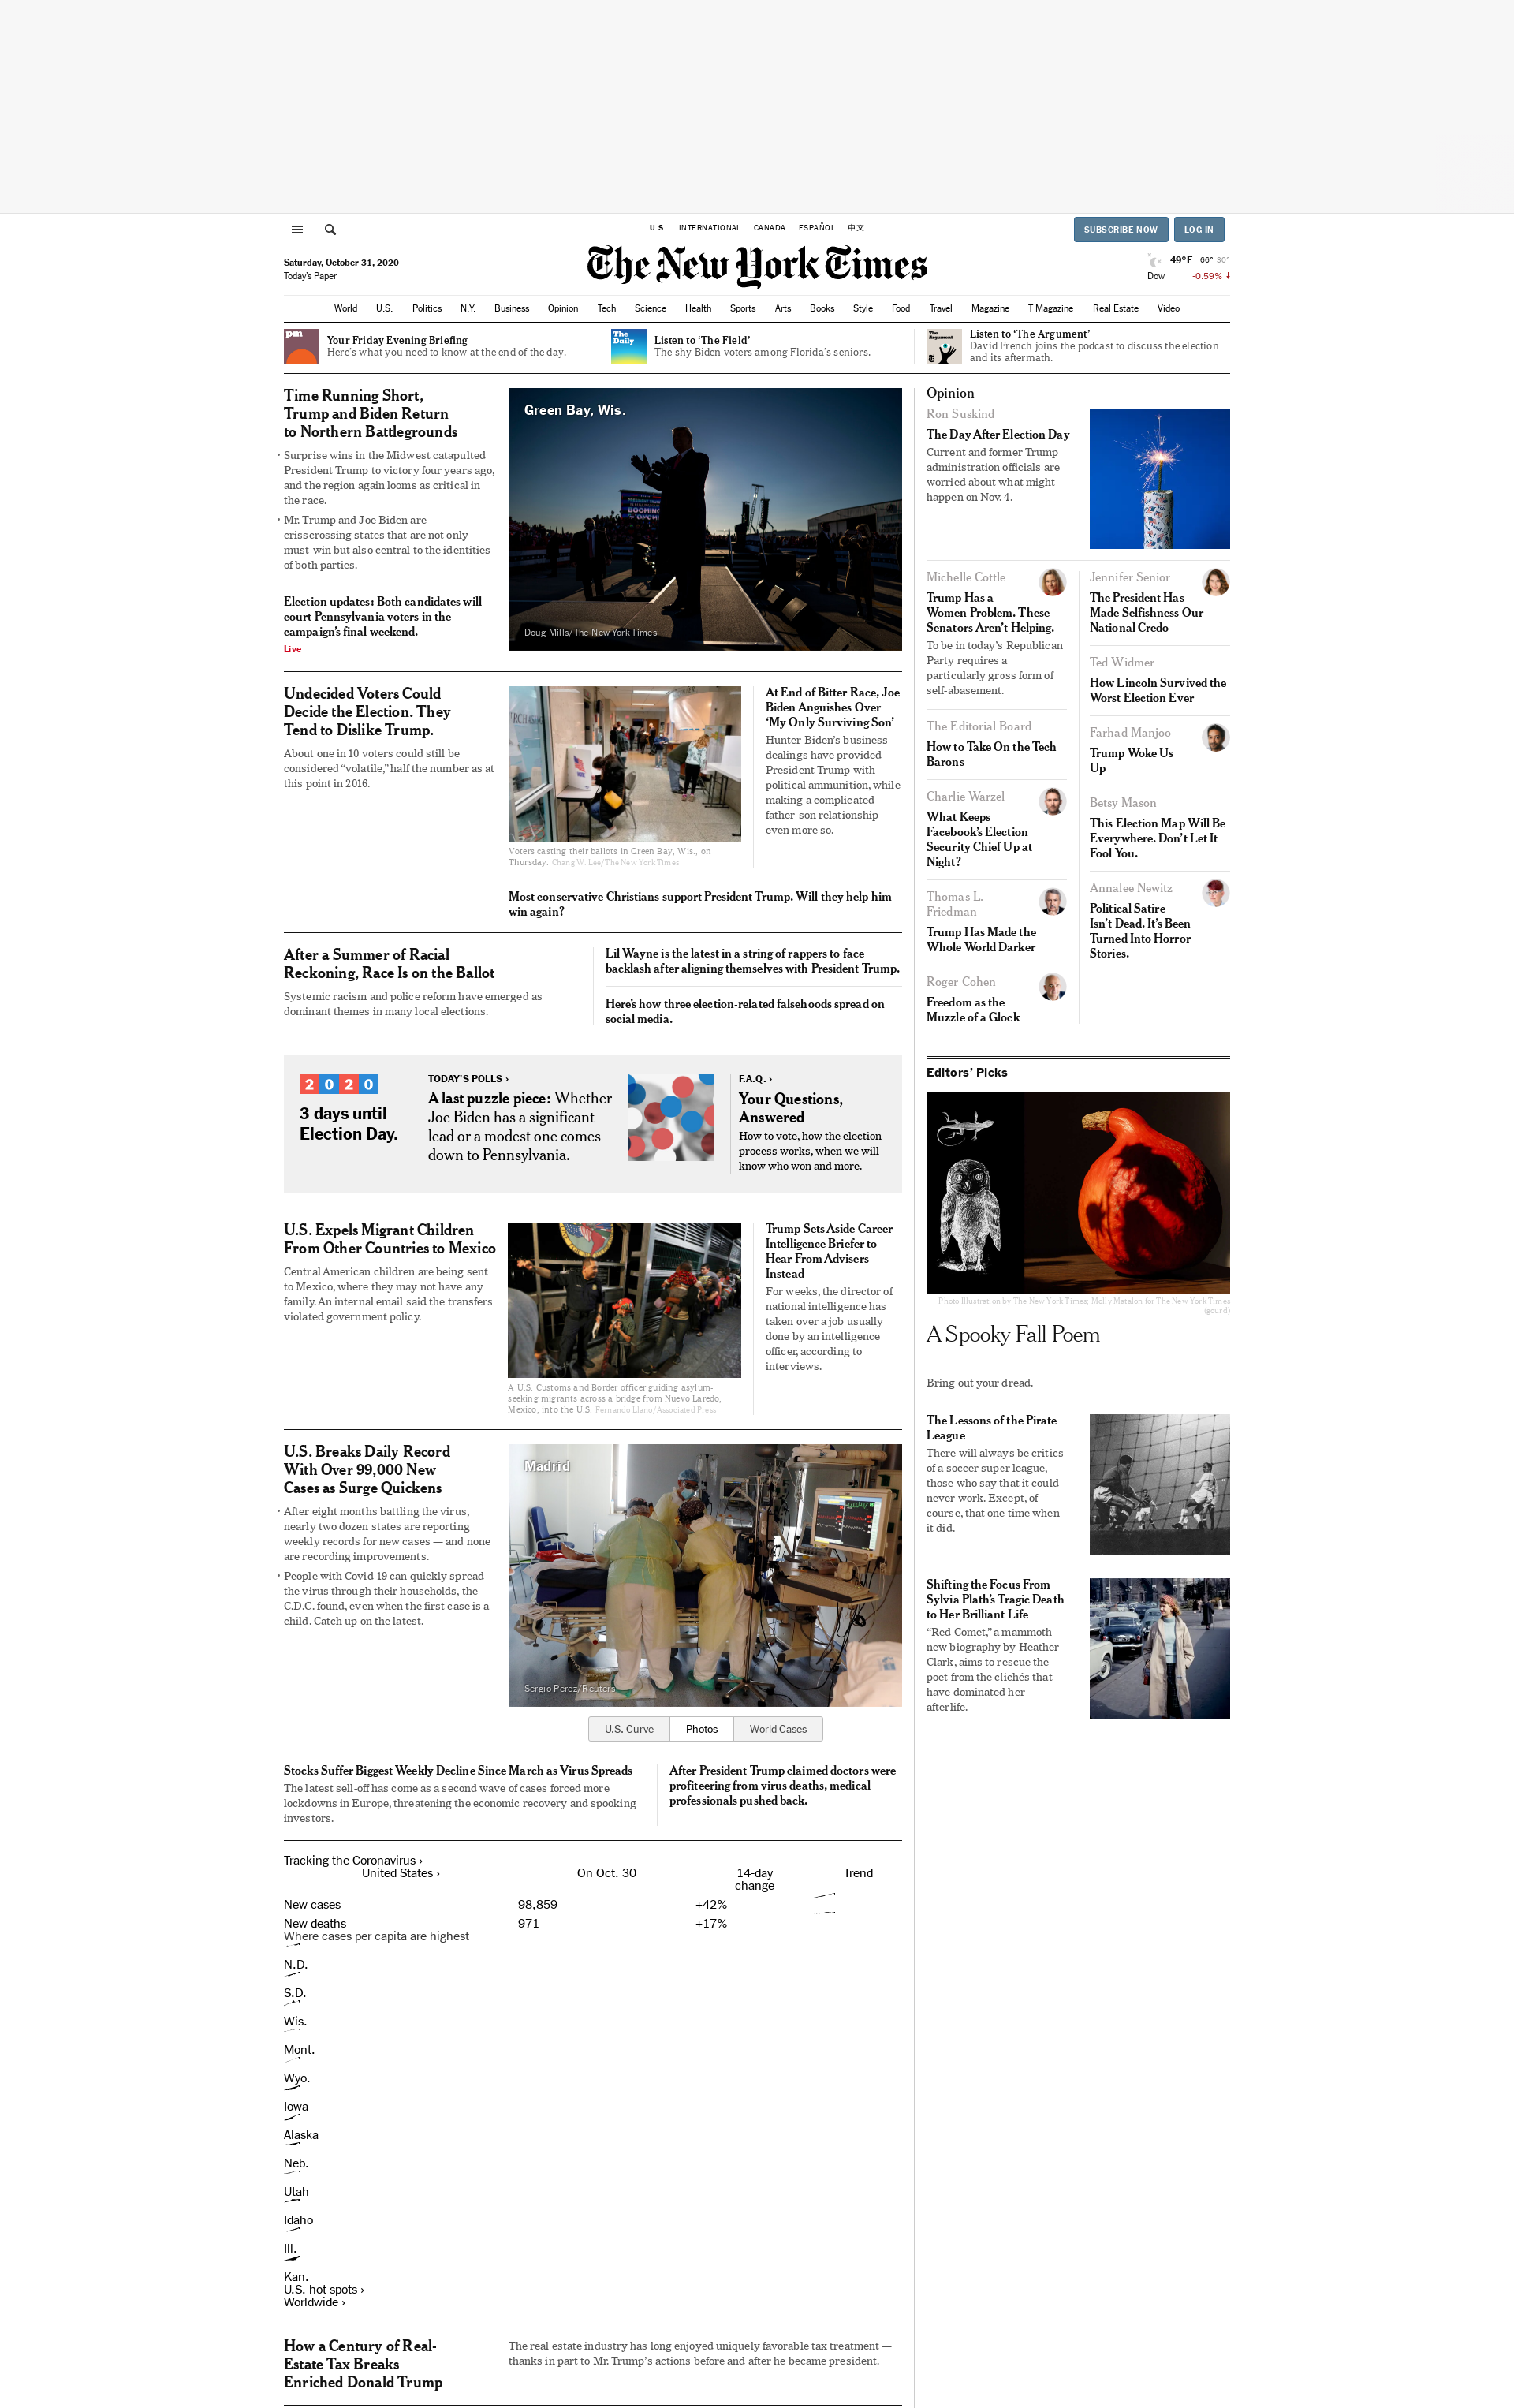 U.S. INTERNATIONAL CANADA ESPAÑOL 中文
SUBSCRIBE NOW LOG IN
Saturday, October 31, 2020
Today's Paper
The New York Times
49°F 66° 30°
Dow -0.59%
World U.S. Politics N.Y. Business Opinion Tech Science Health Sports Arts Books Style Food Travel Magazine T Magazine Real Estate Video
pm
Your Friday Evening Briefing
Here's what you need to know at the end of the day.
The
Daily
Listen to ‘The Field’
The shy Biden voters among Florida's seniors.
The
Argument
Listen to ‘The Argument’
David French joins the podcast to discuss the election
and its aftermath.
Time Running Short,
Trump and Biden Return
to Northern Battlegrounds
• Surprise wins in the Midwest catapulted
President Trump to victory four years ago,
and the region again looms as critical in
the race.
• Mr. Trump and Joe Biden are
crisscrossing states that are not only
must-win but also central to the identities
of both parties.
Election updates: Both candidates will
court Pennsylvania voters in the
campaign's final weekend.
Live
Green Bay, Wis.
Doug Mills/The New York Times
Undecided Voters Could
Decide the Election. They
Tend to Dislike Trump.
About one in 10 voters could still be
considered “volatile,” half the number as at
this point in 2016.
Voters casting their ballots in Green Bay, Wis., on
Thursday. Chang W. Lee/The New York Times
At End of Bitter Race, Joe
Biden Anguishes Over
‘My Only Surviving Son’
Hunter Biden's business
dealings have provided
President Trump with
political ammunition, while
making a complicated
father-son relationship
even more so.
Most conservative Christians support President Trump. Will they help him
win again?
After a Summer of Racial
Reckoning, Race Is on the Ballot
Systemic racism and police reform have emerged as
dominant themes in many local elections.
Lil Wayne is the latest in a string of rappers to face
backlash after aligning themselves with President Trump.
Here's how three election-related falsehoods spread on
social media.
2020
3 days until
Election Day.
TODAY'S POLLS ›
A last puzzle piece: Whether
Joe Biden has a significant
lead or a modest one comes
down to Pennsylvania.
F.A.Q. ›
Your Questions,
Answered
How to vote, how the election
process works, when we will
know who won and more.
U.S. Expels Migrant Children
From Other Countries to Mexico
Central American children are being sent
to Mexico, where they may not have any
family. An internal email said the transfers
violated government policy.
A U.S. Customs and Border officer guiding asylum-
seeking migrants across a bridge from Nuevo Laredo,
Mexico, into the U.S. Fernando Llano/Associated Press
Trump Sets Aside Career
Intelligence Briefer to
Hear From Advisers
Instead
For weeks, the director of
national intelligence has
taken over a job usually
done by an intelligence
officer, according to
interviews.
U.S. Breaks Daily Record
With Over 99,000 New
Cases as Surge Quickens
• After eight months battling the virus,
nearly two dozen states are reporting
weekly records for new cases — and none
are recording improvements.
• People with Covid-19 can quickly spread
the virus through their households, the
C.D.C. found, even when the first case is a
child. Catch up on the latest.
Madrid
Sergio Perez/Reuters
U.S. Curve Photos World Cases
Stocks Suffer Biggest Weekly Decline Since March as Virus Spreads
The latest sell-off has come as a second wave of cases forced more
lockdowns in Europe, threatening the economic recovery and spooking
investors.
After President Trump claimed doctors were
profiteering from virus deaths, medical
professionals pushed back.
Tracking the Coronavirus ›
United States › On Oct. 30 14-day
change Trend
New cases 98,859 +42%
New deaths 971 +17%
Where cases per capita are highest
N.D.
S.D.
Wis.
Mont.
Wyo.
Iowa
Alaska
Neb.
Utah
Idaho
Ill.
Kan.
U.S. hot spots ›
Worldwide ›
How a Century of Real-
Estate Tax Breaks
Enriched Donald Trump
The real estate industry has long enjoyed uniquely favorable tax treatment —
thanks in part to Mr. Trump's actions before and after he became president.
Opinion
Ron Suskind
The Day After Election Day
Current and former Trump
administration officials are
worried about what might
happen on Nov. 4.
Michelle Cottle
Trump Has a
Women Problem. These
Senators Aren't Helping.
To be in today's Republican
Party requires a
particularly gross form of
self-abasement.
The Editorial Board
How to Take On the Tech
Barons
Charlie Warzel
What Keeps
Facebook's Election
Security Chief Up at
Night?
Thomas L.
Friedman
Trump Has Made the
Whole World Darker
Roger Cohen
Freedom as the
Muzzle of a Glock
Jennifer Senior
The President Has
Made Selfishness Our
National Credo
Ted Widmer
How Lincoln Survived the
Worst Election Ever
Farhad Manjoo
Trump Woke Us
Up
Betsy Mason
This Election Map Will Be
Everywhere. Don't Let It
Fool You.
Annalee Newitz
Political Satire
Isn't Dead. It's Been
Turned Into Horror
Stories.
Editors' Picks
Photo Illustration by The New York Times; Molly Matalon for The New York Times
(gourd)
A Spooky Fall Poem
Bring out your dread.
The Lessons of the Pirate
League
There will always be critics
of a soccer super league,
those who say that it could
never work. Except, of
course, that one time when
it did.
Shifting the Focus From
Sylvia Plath's Tragic Death
to Her Brilliant Life
“Red Comet,” a mammoth
new biography by Heather
Clark, aims to rescue the
poet from the clichés that
have dominated her
afterlife.